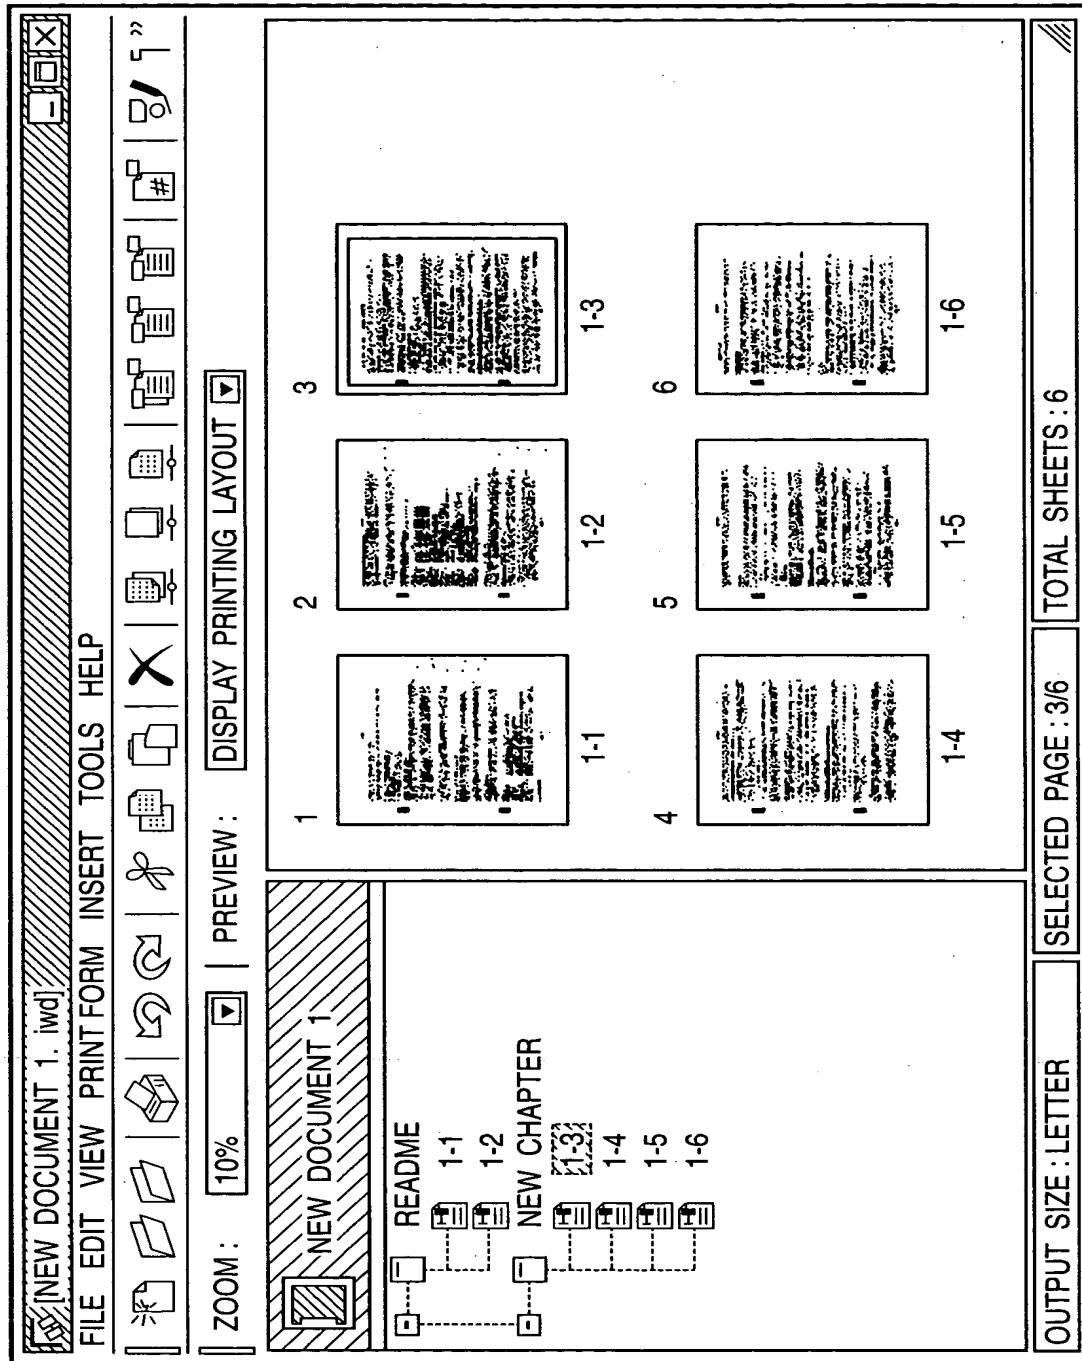 [NEW DOCUMENT 1. iwd]
FILE EDIT VIEW PRINT FORM INSERT TOOLS HELP
ZOOM : 10% PREVIEW : DISPLAY PRINTING LAYOUT
NEW DOCUMENT 1
README
1-1
1-2
NEW CHAPTER
1-3
1-4
1-5
1-6
1 2 3
1-1 1-2 1-3
4 5 6
1-4 1-5 1-6
OUTPUT SIZE : LETTER SELECTED PAGE : 3/6 TOTAL SHEETS : 6